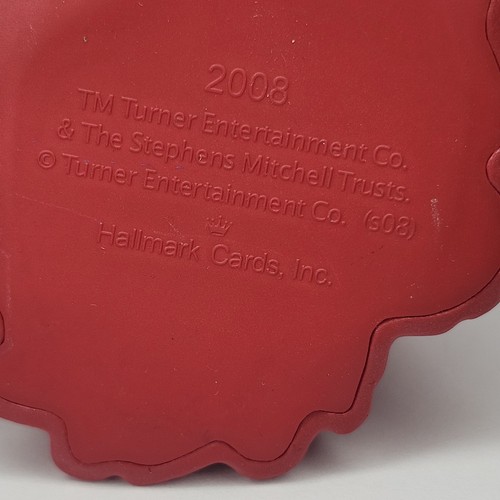 2008
TM Turner Entertainment Co.
& The Stephens Mitchell Trusts.
© Turner Entertainment Co. (s08)
Hallmark Cards, Inc.